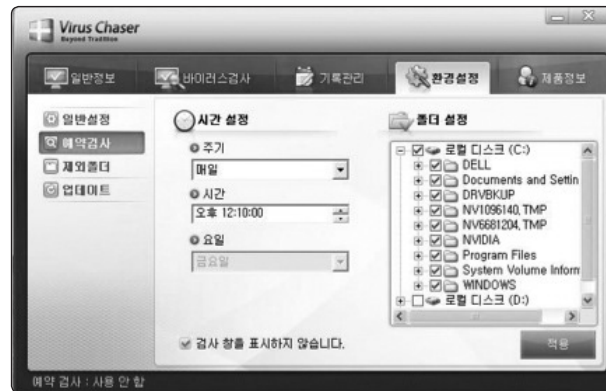 Virus Chaser
Beyond Tradition
일반정보
바이러스검사
기록관리
환경설정
제품정보
일반설정
예약검사
제외폴더
업데이트
시간 설정
주기
매일
시간
오후 12:10:00
요일
금요일
폴더 설정
로컬 디스크 (C:)
DELL
Documents and Settin
DRVBKUP
NV1096140.TMP
NV6681204.TMP
NVIDIA
Program Files
System Volume Inform
WINDOWS
로컬 디스크 (D:)
검사 창를 표시하지 않습니다.
적용
예약 검사 : 사용 안 함